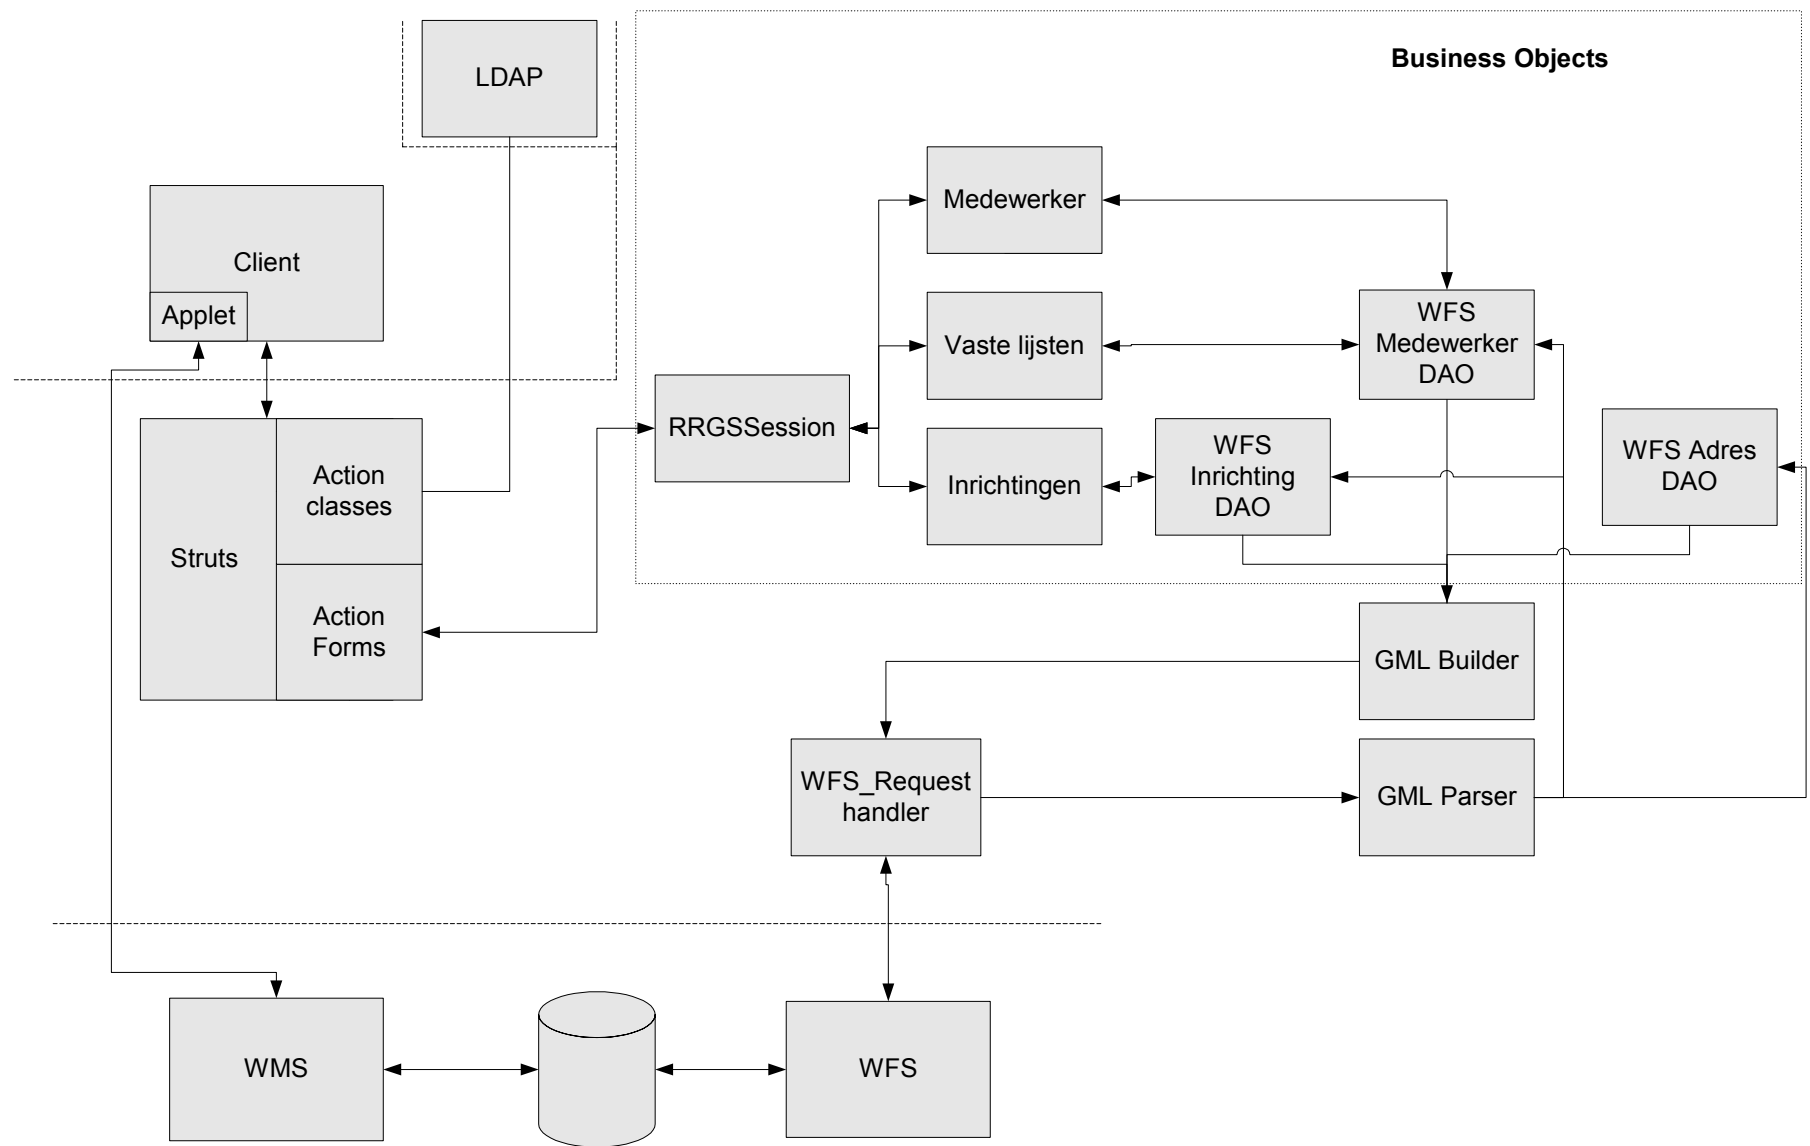 Business Objects
LDAP
Medewerker
Client
Applet
Vaste lijsten
WFS
Medewerker
DAO
RRGSSession
WFS
Inrichting
DAO
WFS Adres
DAO
Action
classes
Inrichtingen
Struts
Action
Forms
GML Builder
WFS_Request
handler
GML Parser
WMS
WFS